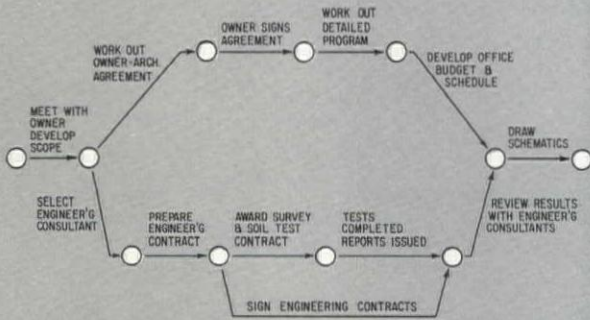 WORK OUT
OWNER-ARCH.
AGREEMENT
OWNER SIGNS
AGREEMENT
WORK OUT
DETAILED
PROGRAM
DEVELOP OFFICE
BUDGET &
SCHEDULE
MEET WITH
OWNER
DEVELOP
SCOPE
DRAW
SCHEMATICS
SELECT
ENGINEER'G
CONSULTANT
PREPARE
ENGINEER'G
CONTRACT
AWARD SURVEY
& SOIL TEST
CONTRACT
TESTS
COMPLETED
REPORTS ISSUED
REVIEW RESULTS
WITH ENGINEER'G
CONSULTANTS
SIGN ENGINEERING CONTRACTS